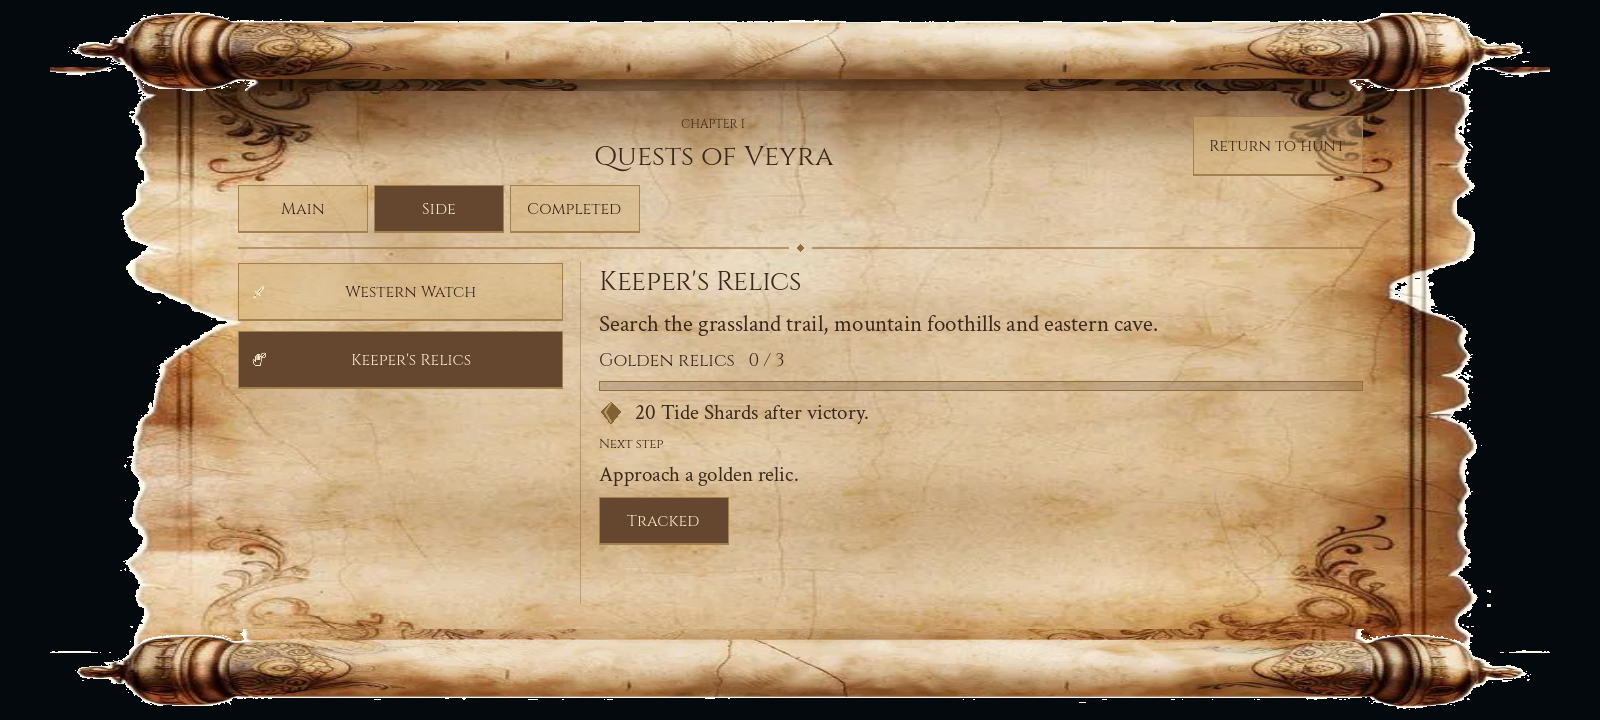 CHAPTER I
QUESTS OF VEYRA
RETURN TO HUNT
MAIN
SIDE
COMPLETED
WESTERN WATCH
KEEPER'S RELICS
KEEPER'S RELICS
Search the grassland trail, mountain foothills and eastern cave.
GOLDEN RELICS 0 / 3
20 Tide Shards after victory.
NEXT STEP
Approach a golden relic.
TRACKED